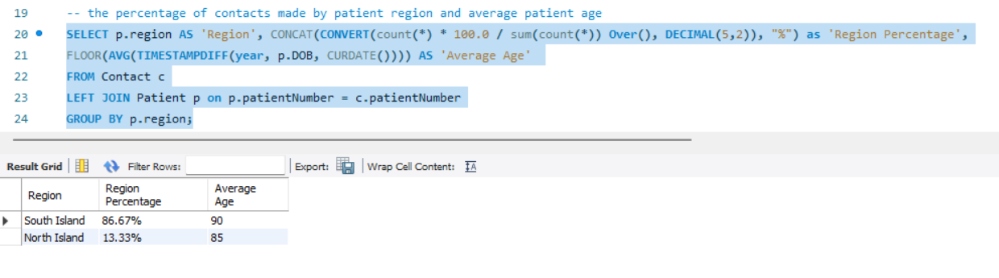 19 -- the percentage of contacts made by patient region and average patient age
20 SELECT p.region AS 'Region', CONCAT(CONVERT(count(*) * 100.0 / sum(count(*)) Over(), DECIMAL(5,2)), "%") as 'Region Percentage',
21 FLOOR(AVG(TIMESTAMPDIFF(year, p.DOB, CURDATE()))) AS 'Average Age'
22 FROM Contact c
23 LEFT JOIN Patient p on p.patientNumber = c.patientNumber
24 GROUP BY p.region;
Result Grid Filter Rows: Export: Wrap Cell Content: IA
Region Region Percentage Average Age
South Island 86.67% 90
North Island 13.33% 85